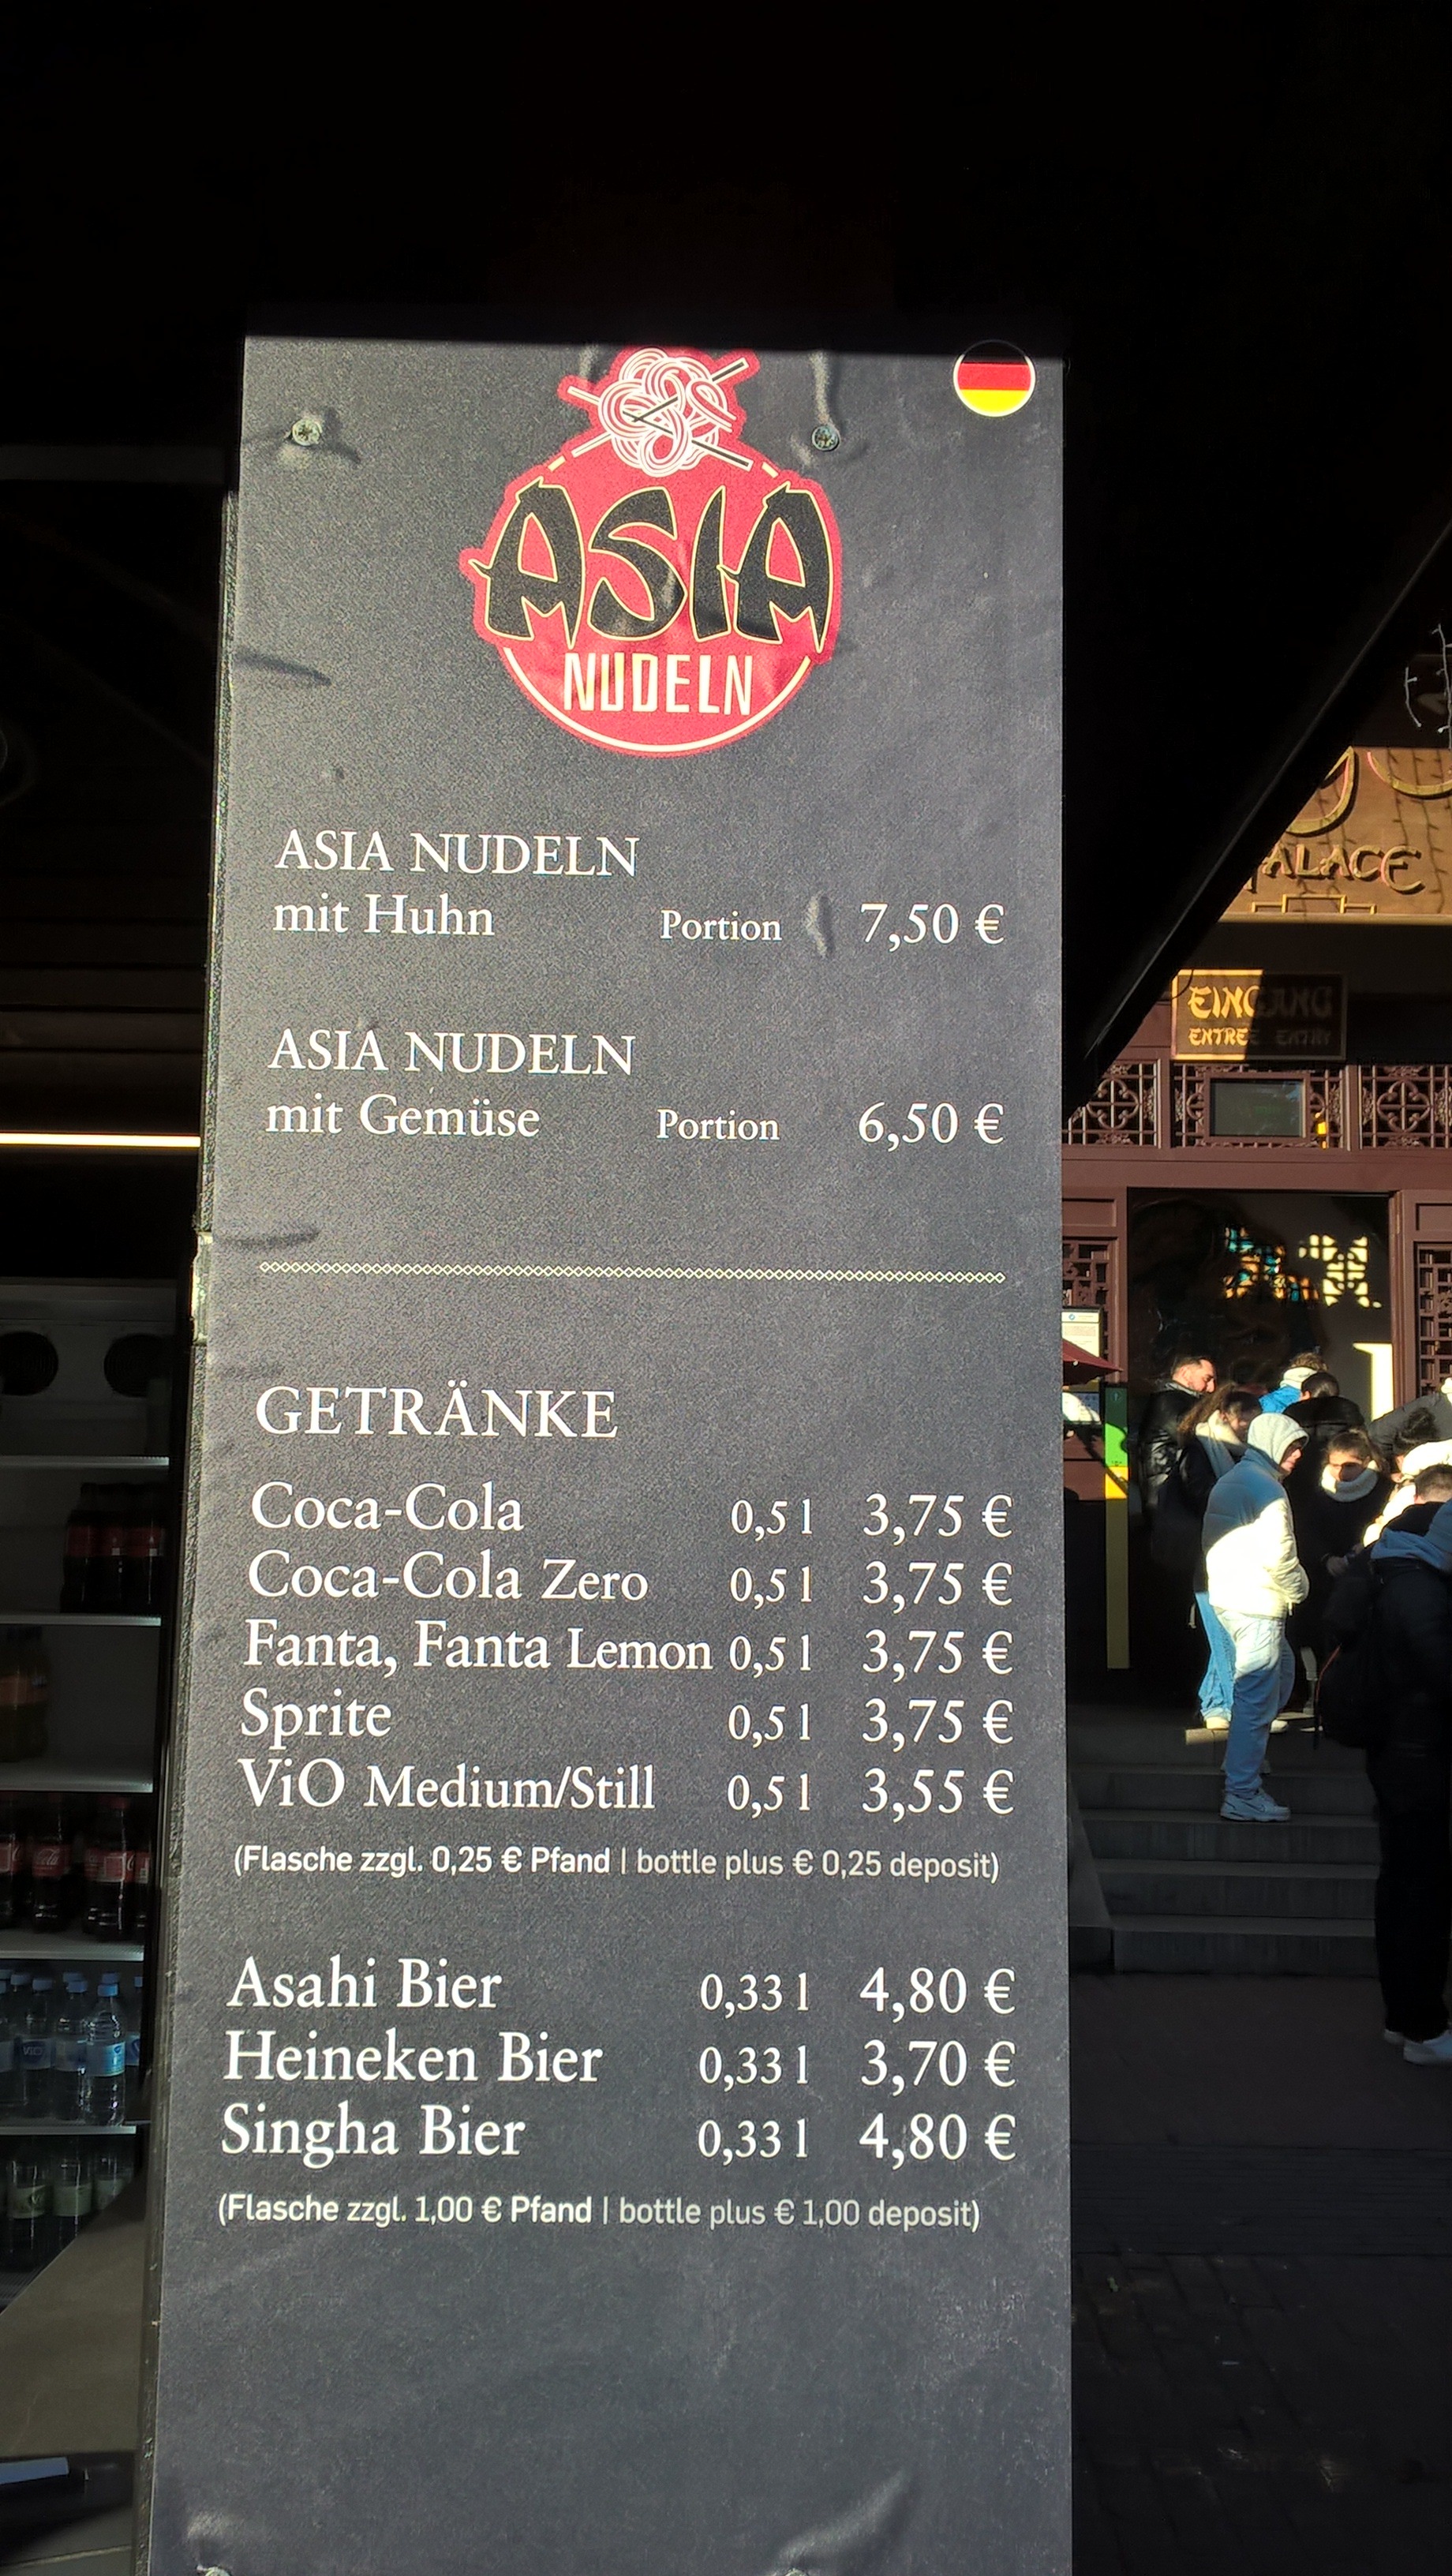 ASIA
NUDELN
ASIA NUDELN
mit Huhn Portion 7,50 €
ASIA NUDELN
mit Gemüse Portion 6,50 €
GETRÄNKE
Coca-Cola 0,5 l 3,75 €
Coca-Cola Zero 0,5 l 3,75 €
Fanta, Fanta Lemon 0,5 l 3,75 €
Sprite 0,5 l 3,75 €
ViO Medium/Still 0,5 l 3,55 €
(Flasche zzgl. 0,25 € Pfand | bottle plus € 0,25 deposit)
Asahi Bier 0,33 l 4,80 €
Heineken Bier 0,33 l 3,70 €
Singha Bier 0,33 l 4,80 €
(Flasche zzgl. 1,00 € Pfand | bottle plus € 1,00 deposit)
PALACE
EINGANG
ENTREE ENTRY